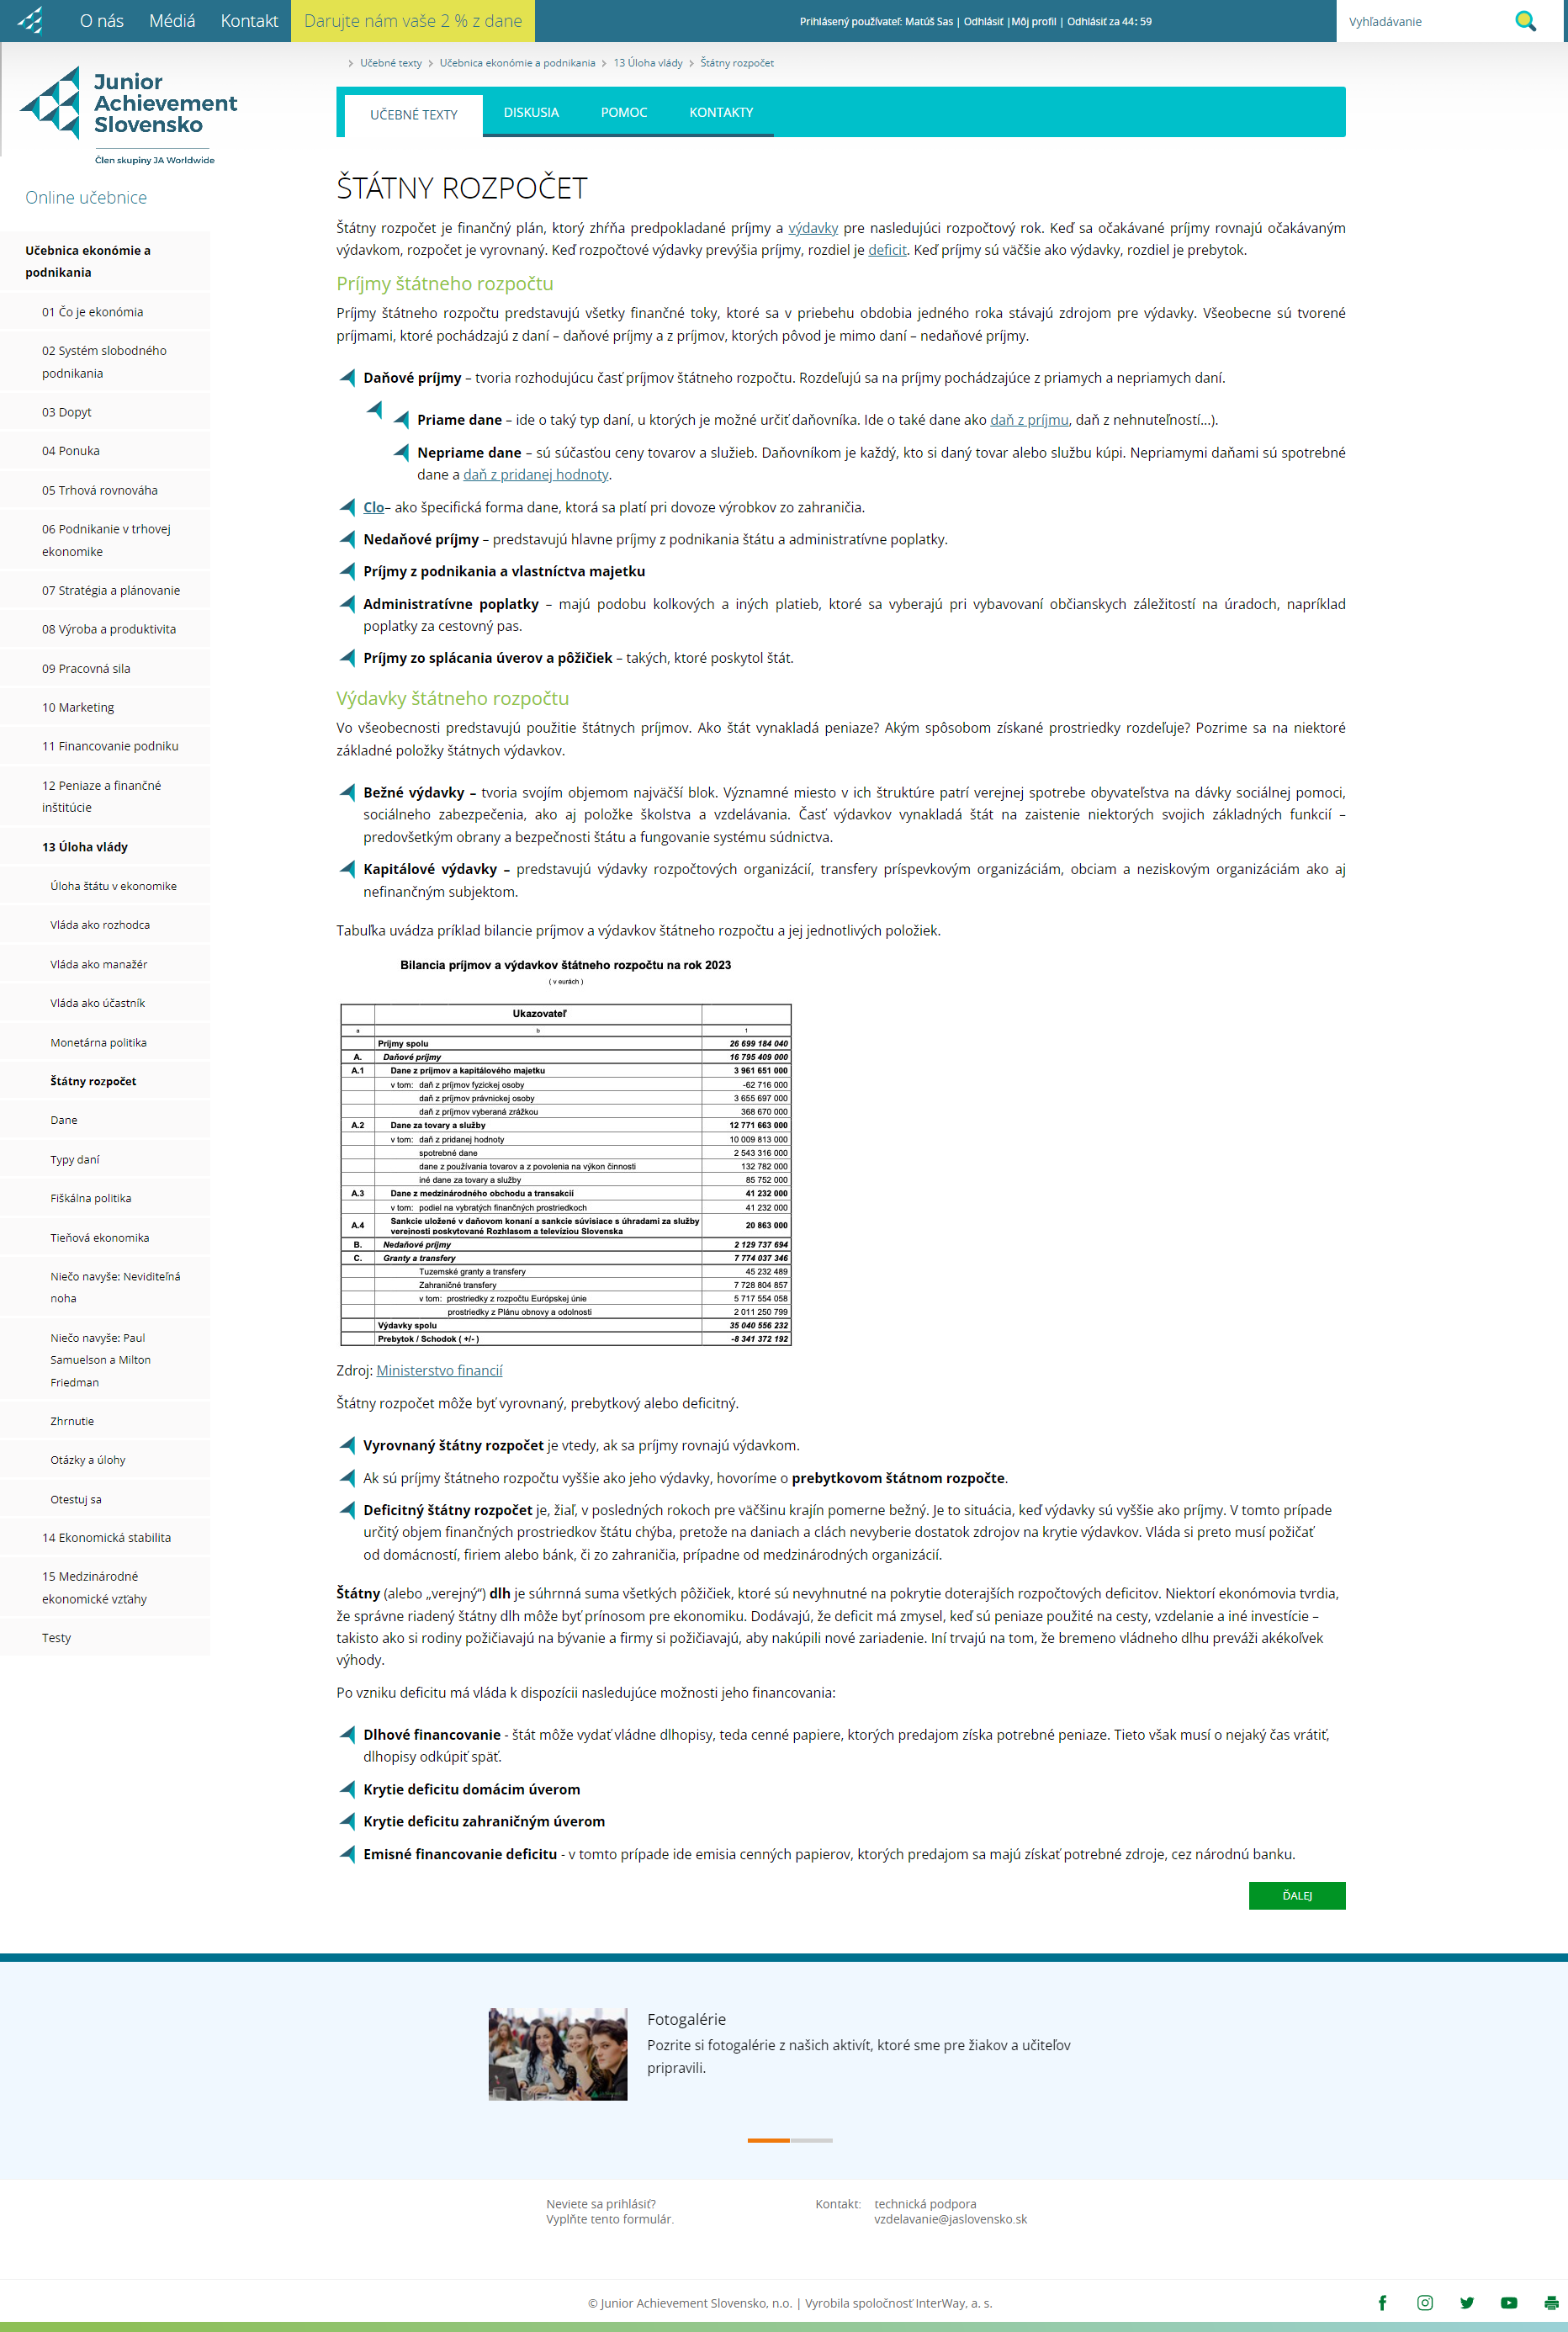 O nás Médiá Kontakt Darujte nám vaše 2 % z dane Prihlásený používateľ: Matúš Sas | Odhlásiť |Môj profil | Odhlásiť za 44: 59 Vyhľadávanie
Učebné texty Učebnica ekonómie a podnikania 13 Úloha vlády Štátny rozpočet
Junior
Achievement
Slovensko
Člen skupiny JA Worldwide
UČEBNÉ TEXTY DISKUSIA POMOC KONTAKTY
Online učebnice
Učebnica ekonómie a
podnikania
01 Čo je ekonómia
02 Systém slobodného
podnikania
03 Dopyt
04 Ponuka
05 Trhová rovnováha
06 Podnikanie v trhovej
ekonomike
07 Stratégia a plánovanie
08 Výroba a produktivita
09 Pracovná sila
10 Marketing
11 Financovanie podniku
12 Peniaze a finančné
inštitúcie
13 Úloha vlády
Úloha štátu v ekonomike
Vláda ako rozhodca
Vláda ako manažér
Vláda ako účastník
Monetárna politika
Štátny rozpočet
Dane
Typy daní
Fiškálna politika
Tieňová ekonomika
Niečo navyše: Neviditeľná
noha
Niečo navyše: Paul
Samuelson a Milton
Friedman
Zhrnutie
Otázky a úlohy
Otestuj sa
14 Ekonomická stabilita
15 Medzinárodné
ekonomické vzťahy
Testy
ŠTÁTNY ROZPOČET
Štátny rozpočet je finančný plán, ktorý zhŕňa predpokladané príjmy a výdavky pre nasledujúci rozpočtový rok. Keď sa očakávané príjmy rovnajú očakávaným
výdavkom, rozpočet je vyrovnaný. Keď rozpočtové výdavky prevýšia príjmy, rozdiel je deficit. Keď príjmy sú väčšie ako výdavky, rozdiel je prebytok.
Príjmy štátneho rozpočtu
Príjmy štátneho rozpočtu predstavujú všetky finančné toky, ktoré sa v priebehu obdobia jedného roka stávajú zdrojom pre výdavky. Všeobecne sú tvorené
príjmami, ktoré pochádzajú z daní – daňové príjmy a z príjmov, ktorých pôvod je mimo daní – nedaňové príjmy.
Daňové príjmy – tvoria rozhodujúcu časť príjmov štátneho rozpočtu. Rozdeľujú sa na príjmy pochádzajúce z priamych a nepriamych daní.
Priame dane – ide o taký typ daní, u ktorých je možné určiť daňovníka. Ide o také dane ako daň z príjmu, daň z nehnuteľností...).
Nepriame dane – sú súčasťou ceny tovarov a služieb. Daňovníkom je každý, kto si daný tovar alebo službu kúpi. Nepriamymi daňami sú spotrebné
dane a daň z pridanej hodnoty.
Clo– ako špecifická forma dane, ktorá sa platí pri dovoze výrobkov zo zahraničia.
Nedaňové príjmy – predstavujú hlavne príjmy z podnikania štátu a administratívne poplatky.
Príjmy z podnikania a vlastníctva majetku
Administratívne poplatky – majú podobu kolkových a iných platieb, ktoré sa vyberajú pri vybavovaní občianskych záležitostí na úradoch, napríklad
poplatky za cestovný pas.
Príjmy zo splácania úverov a pôžičiek – takých, ktoré poskytol štát.
Výdavky štátneho rozpočtu
Vo všeobecnosti predstavujú použitie štátnych príjmov. Ako štát vynakladá peniaze? Akým spôsobom získané prostriedky rozdeľuje? Pozrime sa na niektoré
základné položky štátnych výdavkov.
Bežné výdavky – tvoria svojím objemom najväčší blok. Významné miesto v ich štruktúre patrí verejnej spotrebe obyvateľstva na dávky sociálnej pomoci,
sociálneho zabezpečenia, ako aj položke školstva a vzdelávania. Časť výdavkov vynakladá štát na zaistenie niektorých svojich základných funkcií –
predovšetkým obrany a bezpečnosti štátu a fungovanie systému súdnictva.
Kapitálové výdavky – predstavujú výdavky rozpočtových organizácií, transfery príspevkovým organizáciám, obciam a neziskovým organizáciám ako aj
nefinančným subjektom.
Tabuľka uvádza príklad bilancie príjmov a výdavkov štátneho rozpočtu a jej jednotlivých položiek.
Bilancia príjmov a výdavkov štátneho rozpočtu na rok 2023
( v eurách )
Ukazovateľ
a b 1
Príjmy spolu 26 699 184 040
A. Daňové príjmy 16 795 409 000
A.1 Dane z príjmov a kapitálového majetku 3 961 651 000
v tom: daň z príjmov fyzickej osoby -62 716 000
daň z príjmov právnickej osoby 3 655 697 000
daň z príjmov vyberaná zrážkou 368 670 000
A.2 Dane za tovary a služby 12 771 663 000
v tom: daň z pridanej hodnoty 10 009 813 000
spotrebné dane 2 543 316 000
dane z používania tovarov a z povolenia na výkon činnosti 132 782 000
iné dane za tovary a služby 85 752 000
A.3 Dane z medzinárodného obchodu a transakcií 41 232 000
v tom: podiel na vybratých finančných prostriedkoch 41 232 000
A.4 Sankcie uložené v daňovom konaní a sankcie súvisiace s úhradami za služby
verejnosti poskytované Rozhlasom a televíziou Slovenska 20 863 000
B. Nedaňové príjmy 2 129 737 694
C. Granty a transfery 7 774 037 346
Tuzemské granty a transfery 45 232 489
Zahraničné transfery 7 728 804 857
v tom: prostriedky z rozpočtu Európskej únie 5 717 554 058
prostriedky z Plánu obnovy a odolnosti 2 011 250 799
Výdavky spolu 35 040 556 232
Prebytok / Schodok ( +/- ) -8 341 372 192
Zdroj: Ministerstvo financií
Štátny rozpočet môže byť vyrovnaný, prebytkový alebo deficitný.
Vyrovnaný štátny rozpočet je vtedy, ak sa príjmy rovnajú výdavkom.
Ak sú príjmy štátneho rozpočtu vyššie ako jeho výdavky, hovoríme o prebytkovom štátnom rozpočte.
Deficitný štátny rozpočet je, žiaľ, v posledných rokoch pre väčšinu krajín pomerne bežný. Je to situácia, keď výdavky sú vyššie ako príjmy. V tomto prípade
určitý objem finančných prostriedkov štátu chýba, pretože na daniach a clách nevyberie dostatok zdrojov na krytie výdavkov. Vláda si preto musí požičať
od domácností, firiem alebo bánk, či zo zahraničia, prípadne od medzinárodných organizácií.
Štátny (alebo „verejný“) dlh je súhrnná suma všetkých pôžičiek, ktoré sú nevyhnutné na pokrytie doterajších rozpočtových deficitov. Niektorí ekonómovia tvrdia,
že správne riadený štátny dlh môže byť prínosom pre ekonomiku. Dodávajú, že deficit má zmysel, keď sú peniaze použité na cesty, vzdelanie a iné investície –
takisto ako si rodiny požičiavajú na bývanie a firmy si požičiavajú, aby nakúpili nové zariadenie. Iní trvajú na tom, že bremeno vládneho dlhu preváži akékoľvek
výhody.
Po vzniku deficitu má vláda k dispozícii nasledujúce možnosti jeho financovania:
Dlhové financovanie - štát môže vydať vládne dlhopisy, teda cenné papiere, ktorých predajom získa potrebné peniaze. Tieto však musí o nejaký čas vrátiť,
dlhopisy odkúpiť späť.
Krytie deficitu domácim úverom
Krytie deficitu zahraničným úverom
Emisné financovanie deficitu - v tomto prípade ide emisia cenných papierov, ktorých predajom sa majú získať potrebné zdroje, cez národnú banku.
ĎALEJ
Fotogalérie
Pozrite si fotogalérie z našich aktivít, ktoré sme pre žiakov a učiteľov
pripravili.
Neviete sa prihlásiť? Kontakt: technická podpora
Vyplňte tento formulár. vzdelavanie@jaslovensko.sk
© Junior Achievement Slovensko, n.o. | Vyrobila spoločnosť InterWay, a. s.